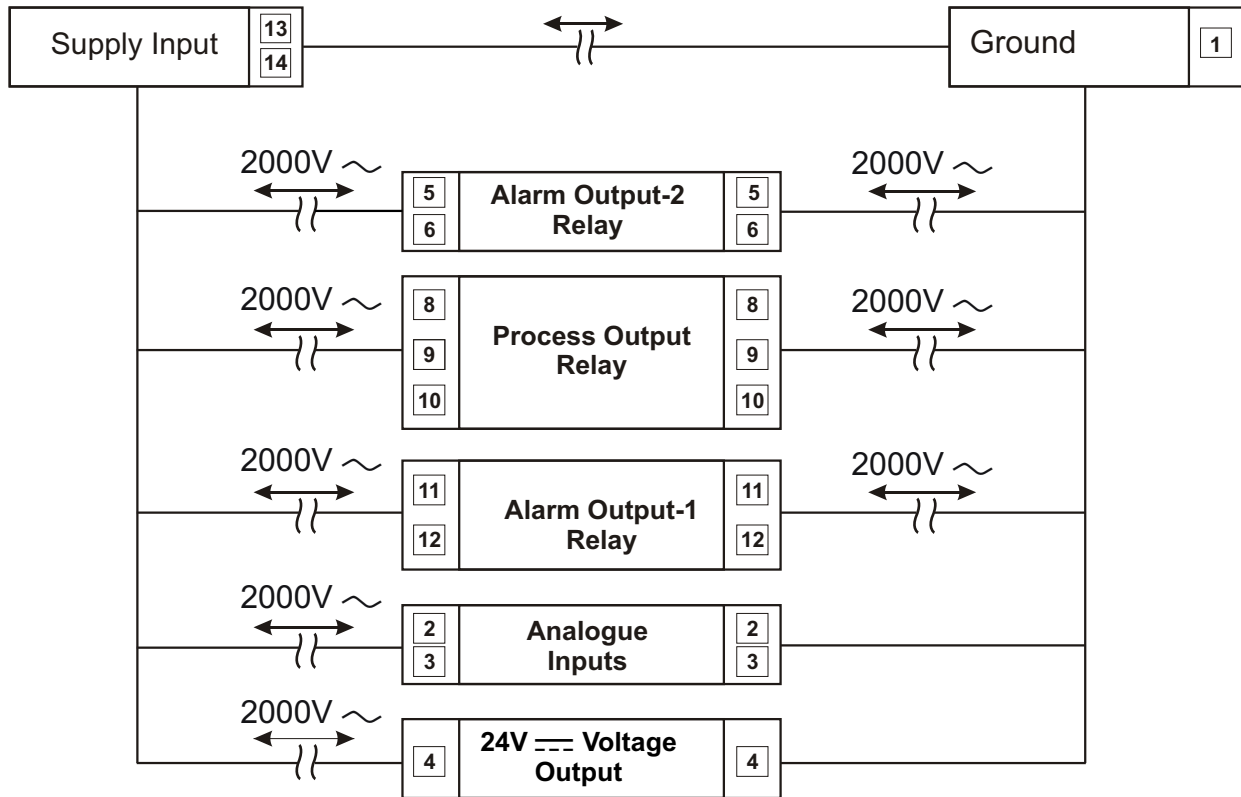 Supply Input
13
14
Ground
1
2000V ∼
2000V ∼
5
6
Alarm Output-2
Relay
5
6
2000V ∼
2000V ∼
8
9
10
Process Output
Relay
8
9
10
2000V ∼
2000V ∼
11
12
Alarm Output-1
Relay
11
12
2000V ∼
2
3
Analogue
Inputs
2
3
2000V ∼
4
24V ⎓ Voltage
Output
4